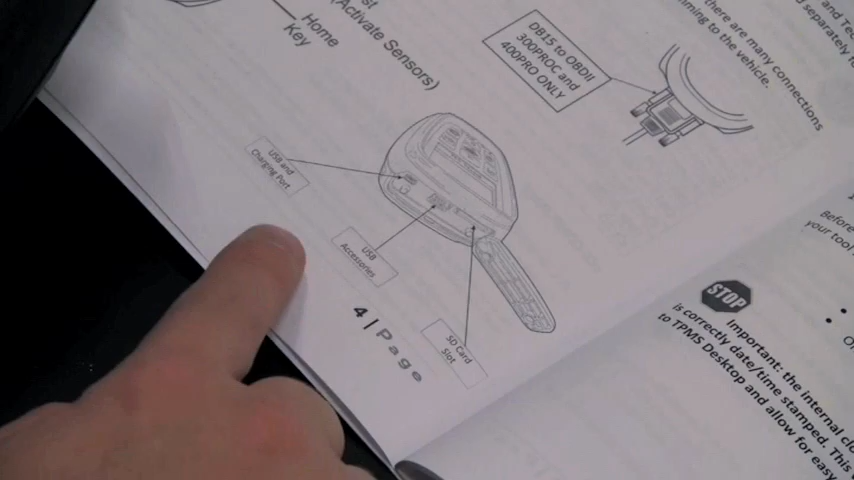 (Activate Sensors)
Home
Key
DB15 to OBDII
300PROC and
400PRO ONLY
there are many connections
to the vehicle.
USB and
Charging Port
USB
Accessories
SD Card
Slot
4 | Page
Before
your tool
STOP
Important: the internal
is correctly date/time stamped. This
to TPMS Desktop and allow for easy